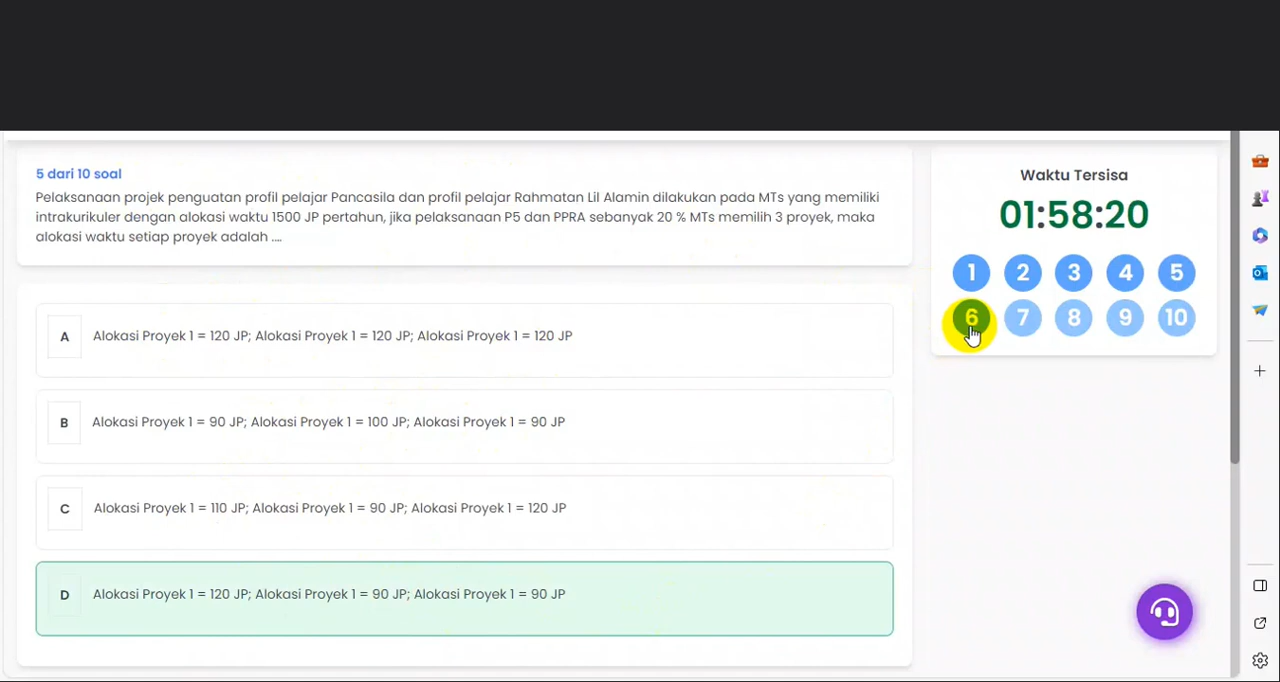 5 dari 10 soal
Pelaksanaan projek penguatan profil pelajar Pancasila dan profil pelajar Rahmatan Lil Alamin dilakukan pada MTs yang memiliki
intrakurikuler dengan alokasi waktu 1500 JP pertahun, jika pelaksanaan P5 dan PPRA sebanyak 20 % MTs memilih 3 proyek, maka
alokasi waktu setiap proyek adalah ....
A Alokasi Proyek 1 = 120 JP; Alokasi Proyek 1 = 120 JP; Alokasi Proyek 1 = 120 JP
B Alokasi Proyek 1 = 90 JP; Alokasi Proyek 1 = 100 JP; Alokasi Proyek 1 = 90 JP
C Alokasi Proyek 1 = 110 JP; Alokasi Proyek 1 = 90 JP; Alokasi Proyek 1 = 120 JP
D Alokasi Proyek 1 = 120 JP; Alokasi Proyek 1 = 90 JP; Alokasi Proyek 1 = 90 JP
Waktu Tersisa
01:58:20
1 2 3 4 5
6 7 8 9 10